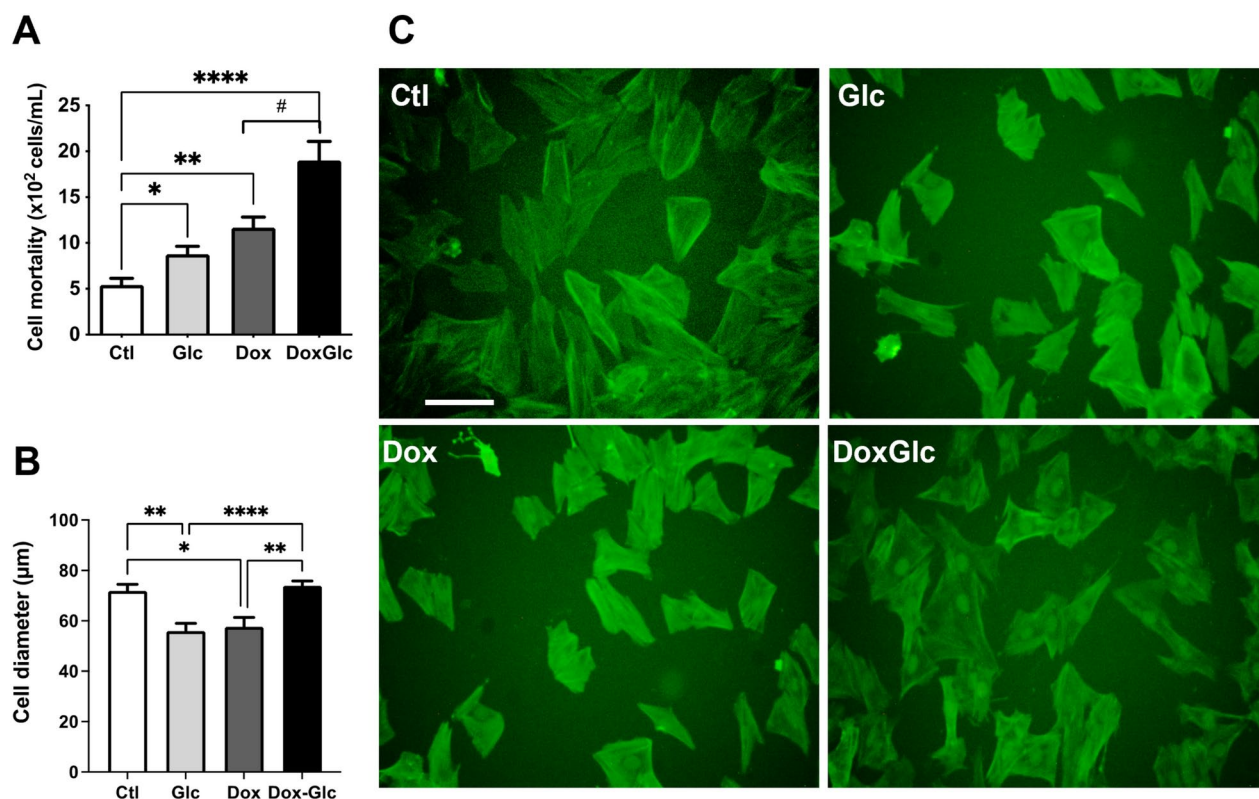 A
Cell mortality (x10² cells/mL)
25
20
15
10
5
0
****
#
**
*
Ctl
Glc
Dox
DoxGlc
B
Cell diameter (µm)
100
80
60
40
20
0
**
****
*
**
Ctl
Glc
Dox
Dox-Glc
C
Ctl
Glc
Dox
DoxGlc